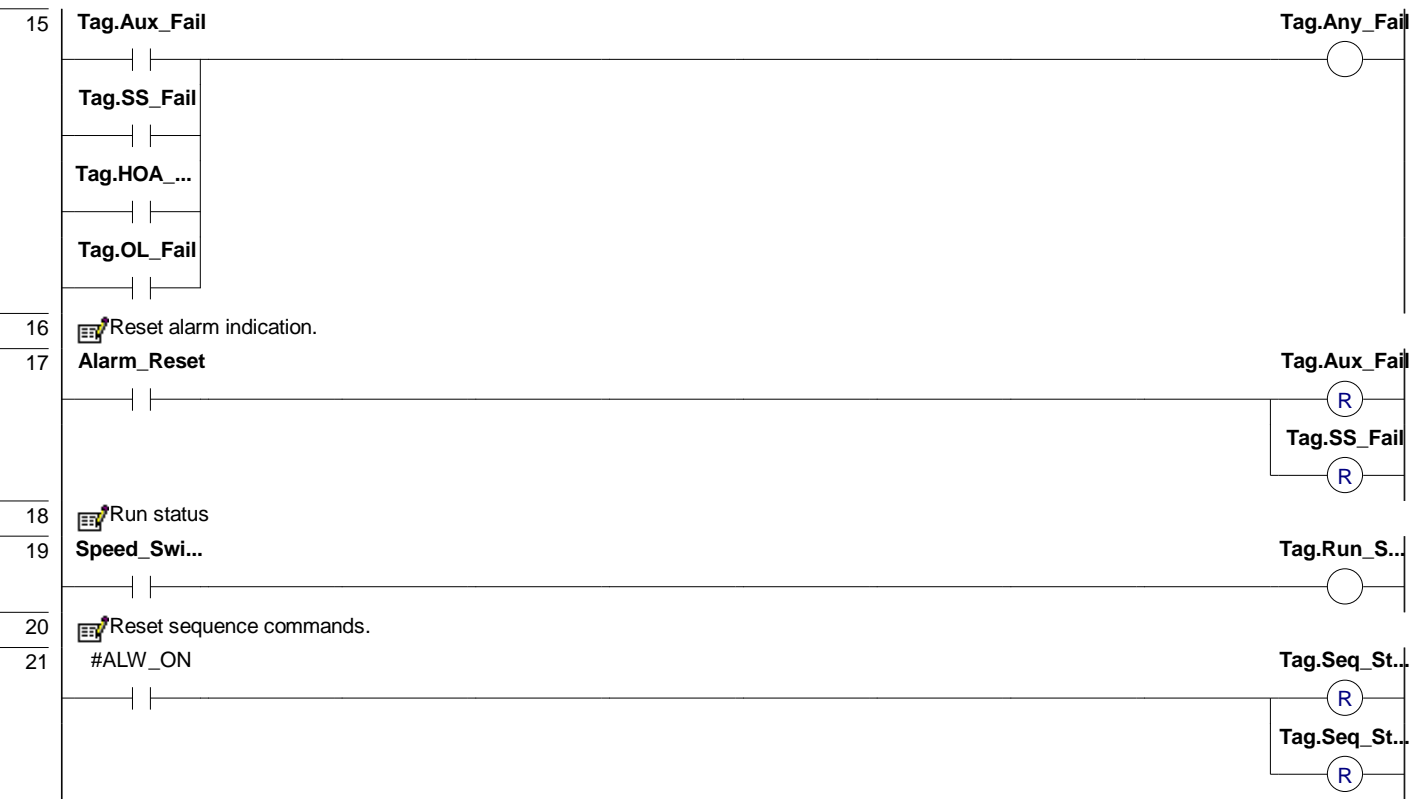 15 Tag.Aux_Fail Tag.Any_Fail
Tag.SS_Fail
Tag.HOA_...
Tag.OL_Fail
16 Reset alarm indication.
17 Alarm_Reset Tag.Aux_Fail
R
Tag.SS_Fail
R
18 Run status
19 Speed_Swi... Tag.Run_S...
20 Reset sequence commands.
21 #ALW_ON Tag.Seq_St...
R
Tag.Seq_St...
R